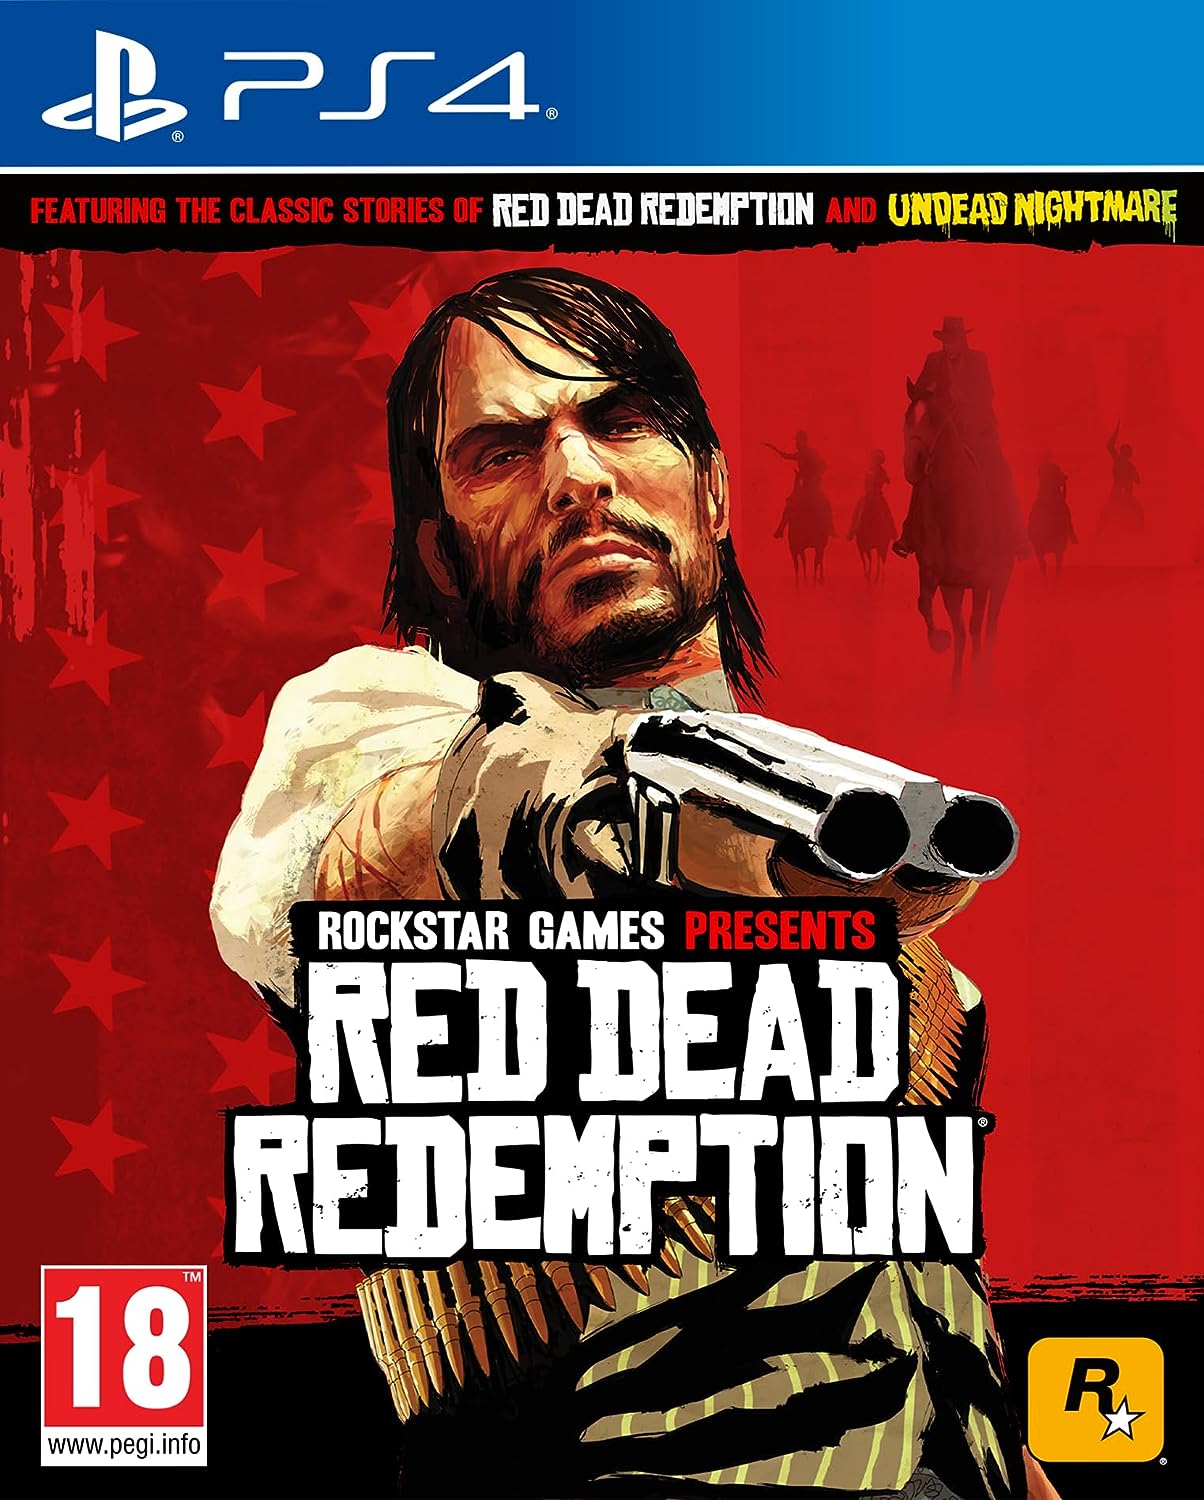 PS4®
FEATURING THE CLASSIC STORIES OF RED DEAD REDEMPTION AND UNDEAD NIGHTMARE
ROCKSTAR GAMES PRESENTS
RED DEAD
REDEMPTION®
18™
www.pegi.info
R®